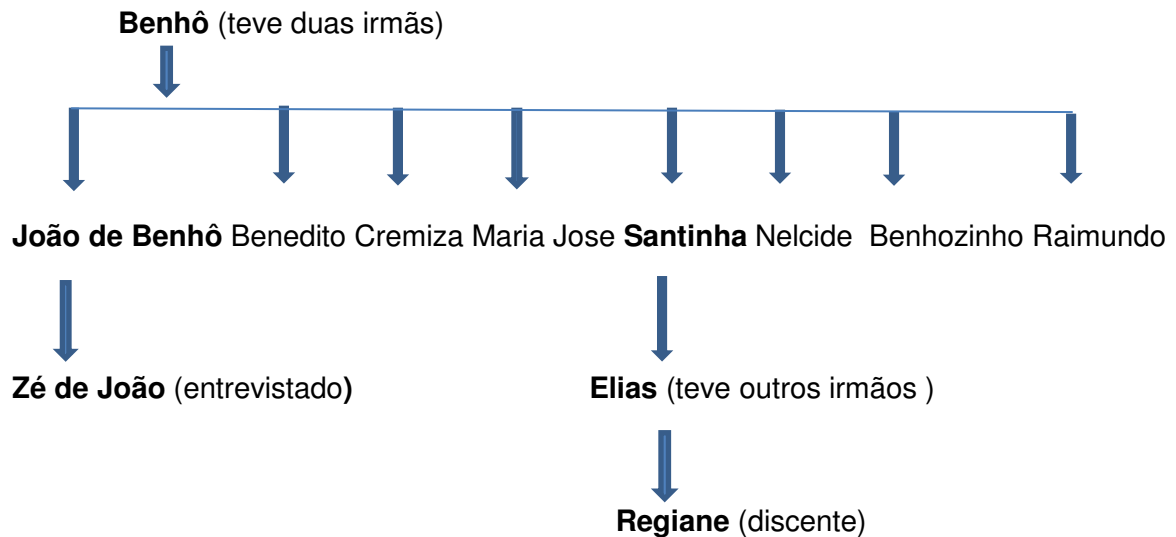 Benhô (teve duas irmãs)
João de Benhô Benedito Cremiza Maria Jose Santinha Nelcide Benhozinho Raimundo
Zé de João (entrevistado) Elias (teve outros irmãos )
Regiane (discente)